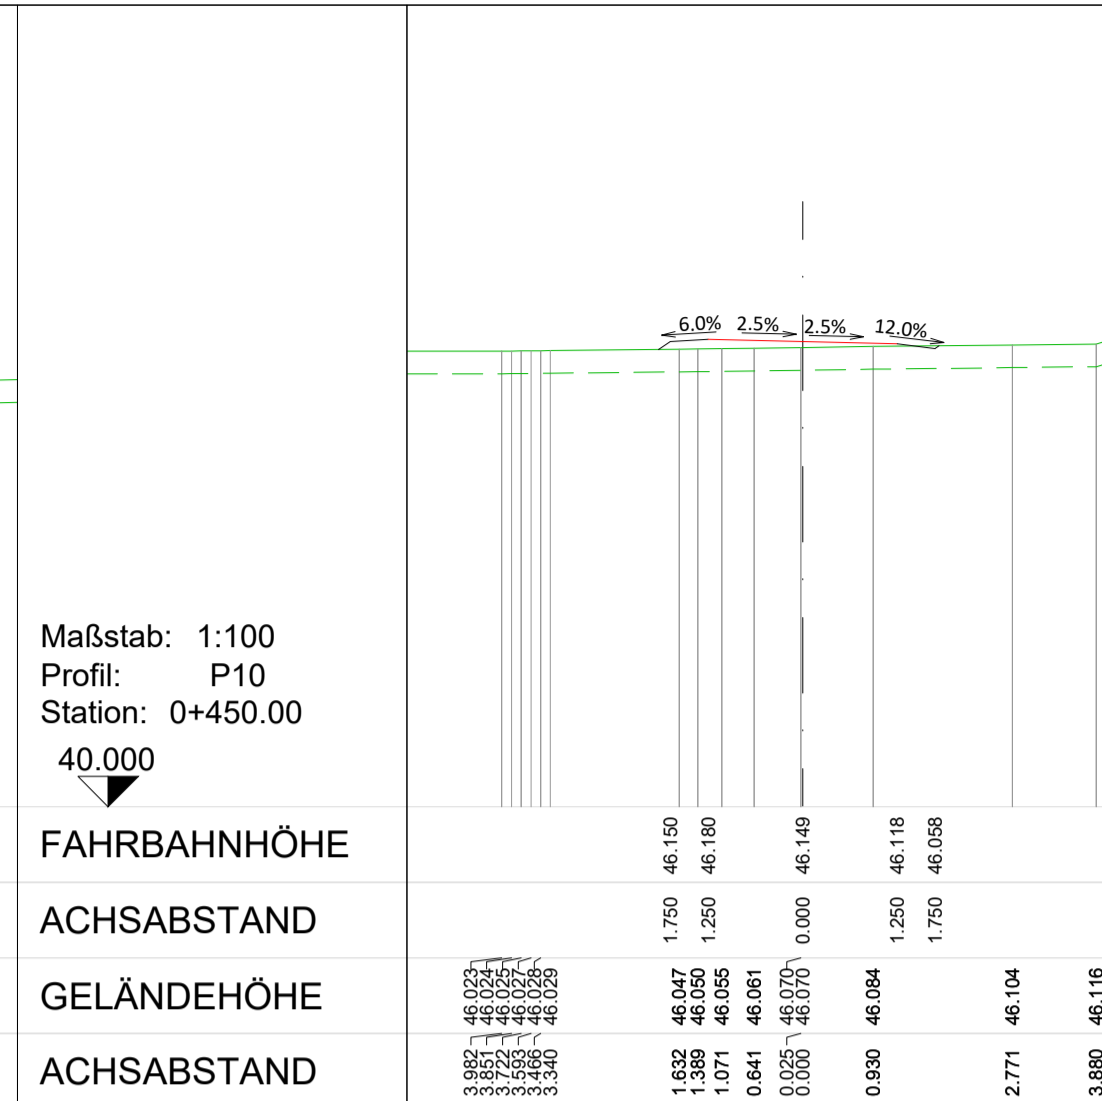 6.0% 2.5% 2.5% 12.0%
Maßstab: 1:100
Profil: P10
Station: 0+450.00
40.000
FAHRBAHNHÖHE 46.150 46.180 46.149 46.118 46.058
ACHSABSTAND 1.750 1.250 0.000 1.250 1.750
GELÄNDEHÖHE 46.023 46.024 46.025 46.027 46.028 46.029 46.047 46.050 46.055 46.061 46.070 46.070 46.084 46.104 46.116
ACHSABSTAND 3.982 3.851 3.722 3.593 3.466 3.340 1.632 1.389 1.071 0.641 0.025 0.000 0.930 2.771 3.880